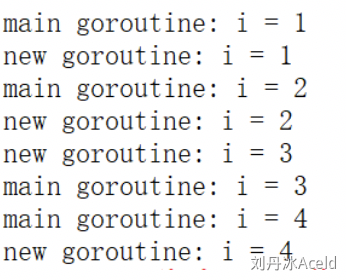 main goroutine: i = 1
new goroutine: i = 1
main goroutine: i = 2
new goroutine: i = 2
new goroutine: i = 3
main goroutine: i = 3
main goroutine: i = 4
new goroutine: i = 4
刘丹冰AceId